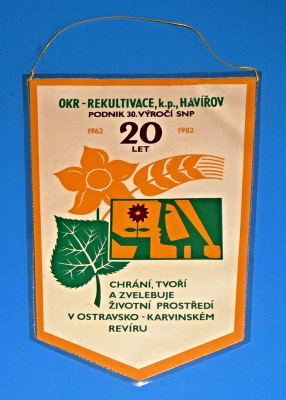 OKR - REKULTIVACE, k.p., HAVÍŘOV
PODNIK 30. VÝROČÍ SNP
1962 20 1982
LET
CHRÁNÍ, TVOŘÍ
A ZVELEBUJE
ŽIVOTNÍ PROSTŘEDÍ
V OSTRAVSKO - KARVINSKÉM
REVÍRU